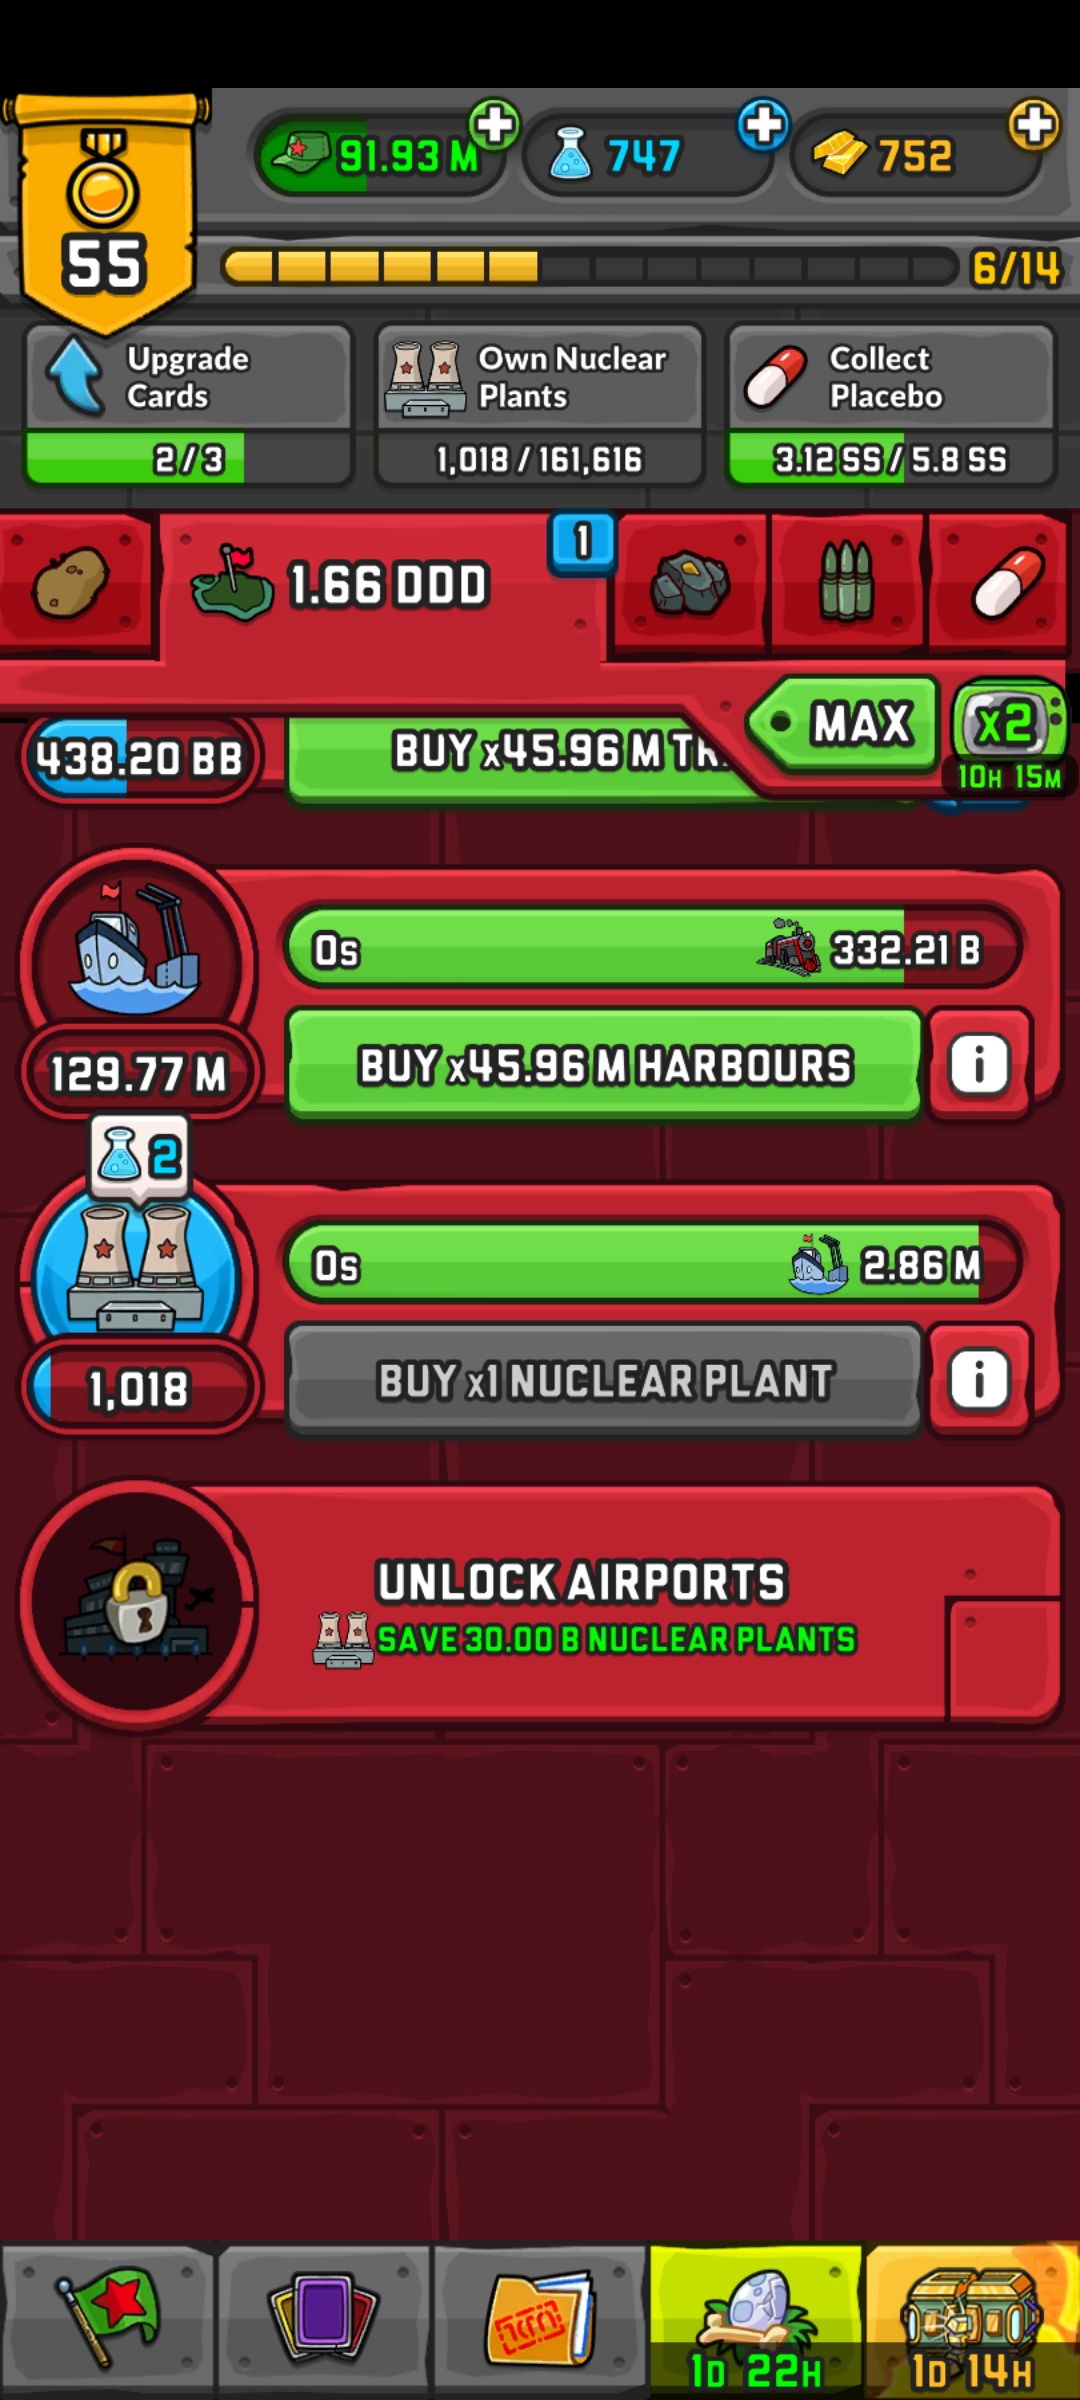 55
91.93 M
747
752
6/14
Upgrade
Cards
2/3
Own Nuclear
Plants
1,018 / 161,616
Collect
Placebo
3.12 SS / 5.8 SS
1.66 DDD
1
MAX
x2
10H 15M
438.20 BB
BUY x45.96 M
0s
332.21 B
129.77 M
BUY x45.96 M HARBOURS
i
2
0s
2.86 M
1,018
BUY x1 NUCLEAR PLANT
i
UNLOCK AIRPORTS
SAVE 30.00 B NUCLEAR PLANTS
1D 22H
1D 14H